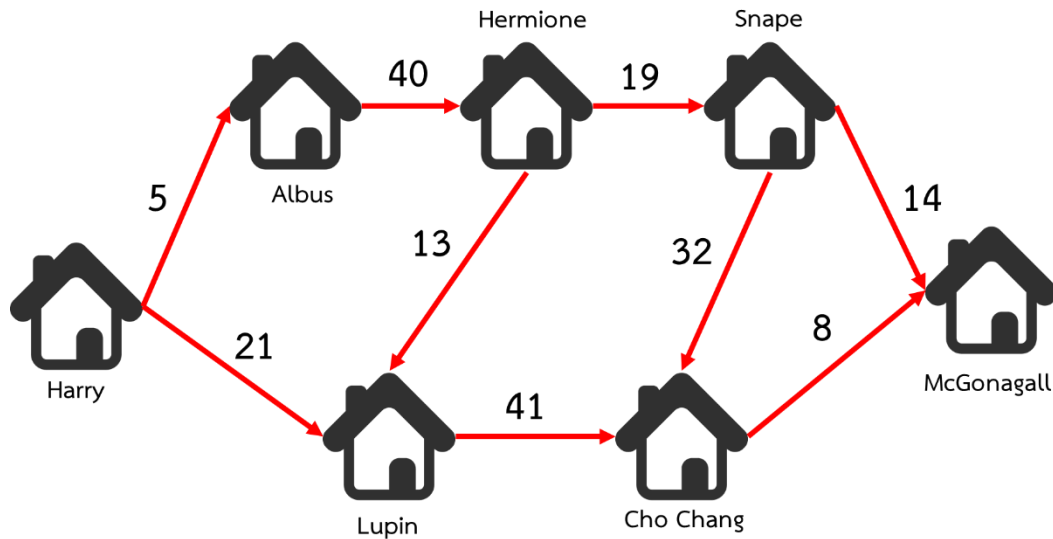 Hermione
Snape
40
19
Albus
5
13
32
14
Harry
21
8
McGonagall
41
Lupin
Cho Chang